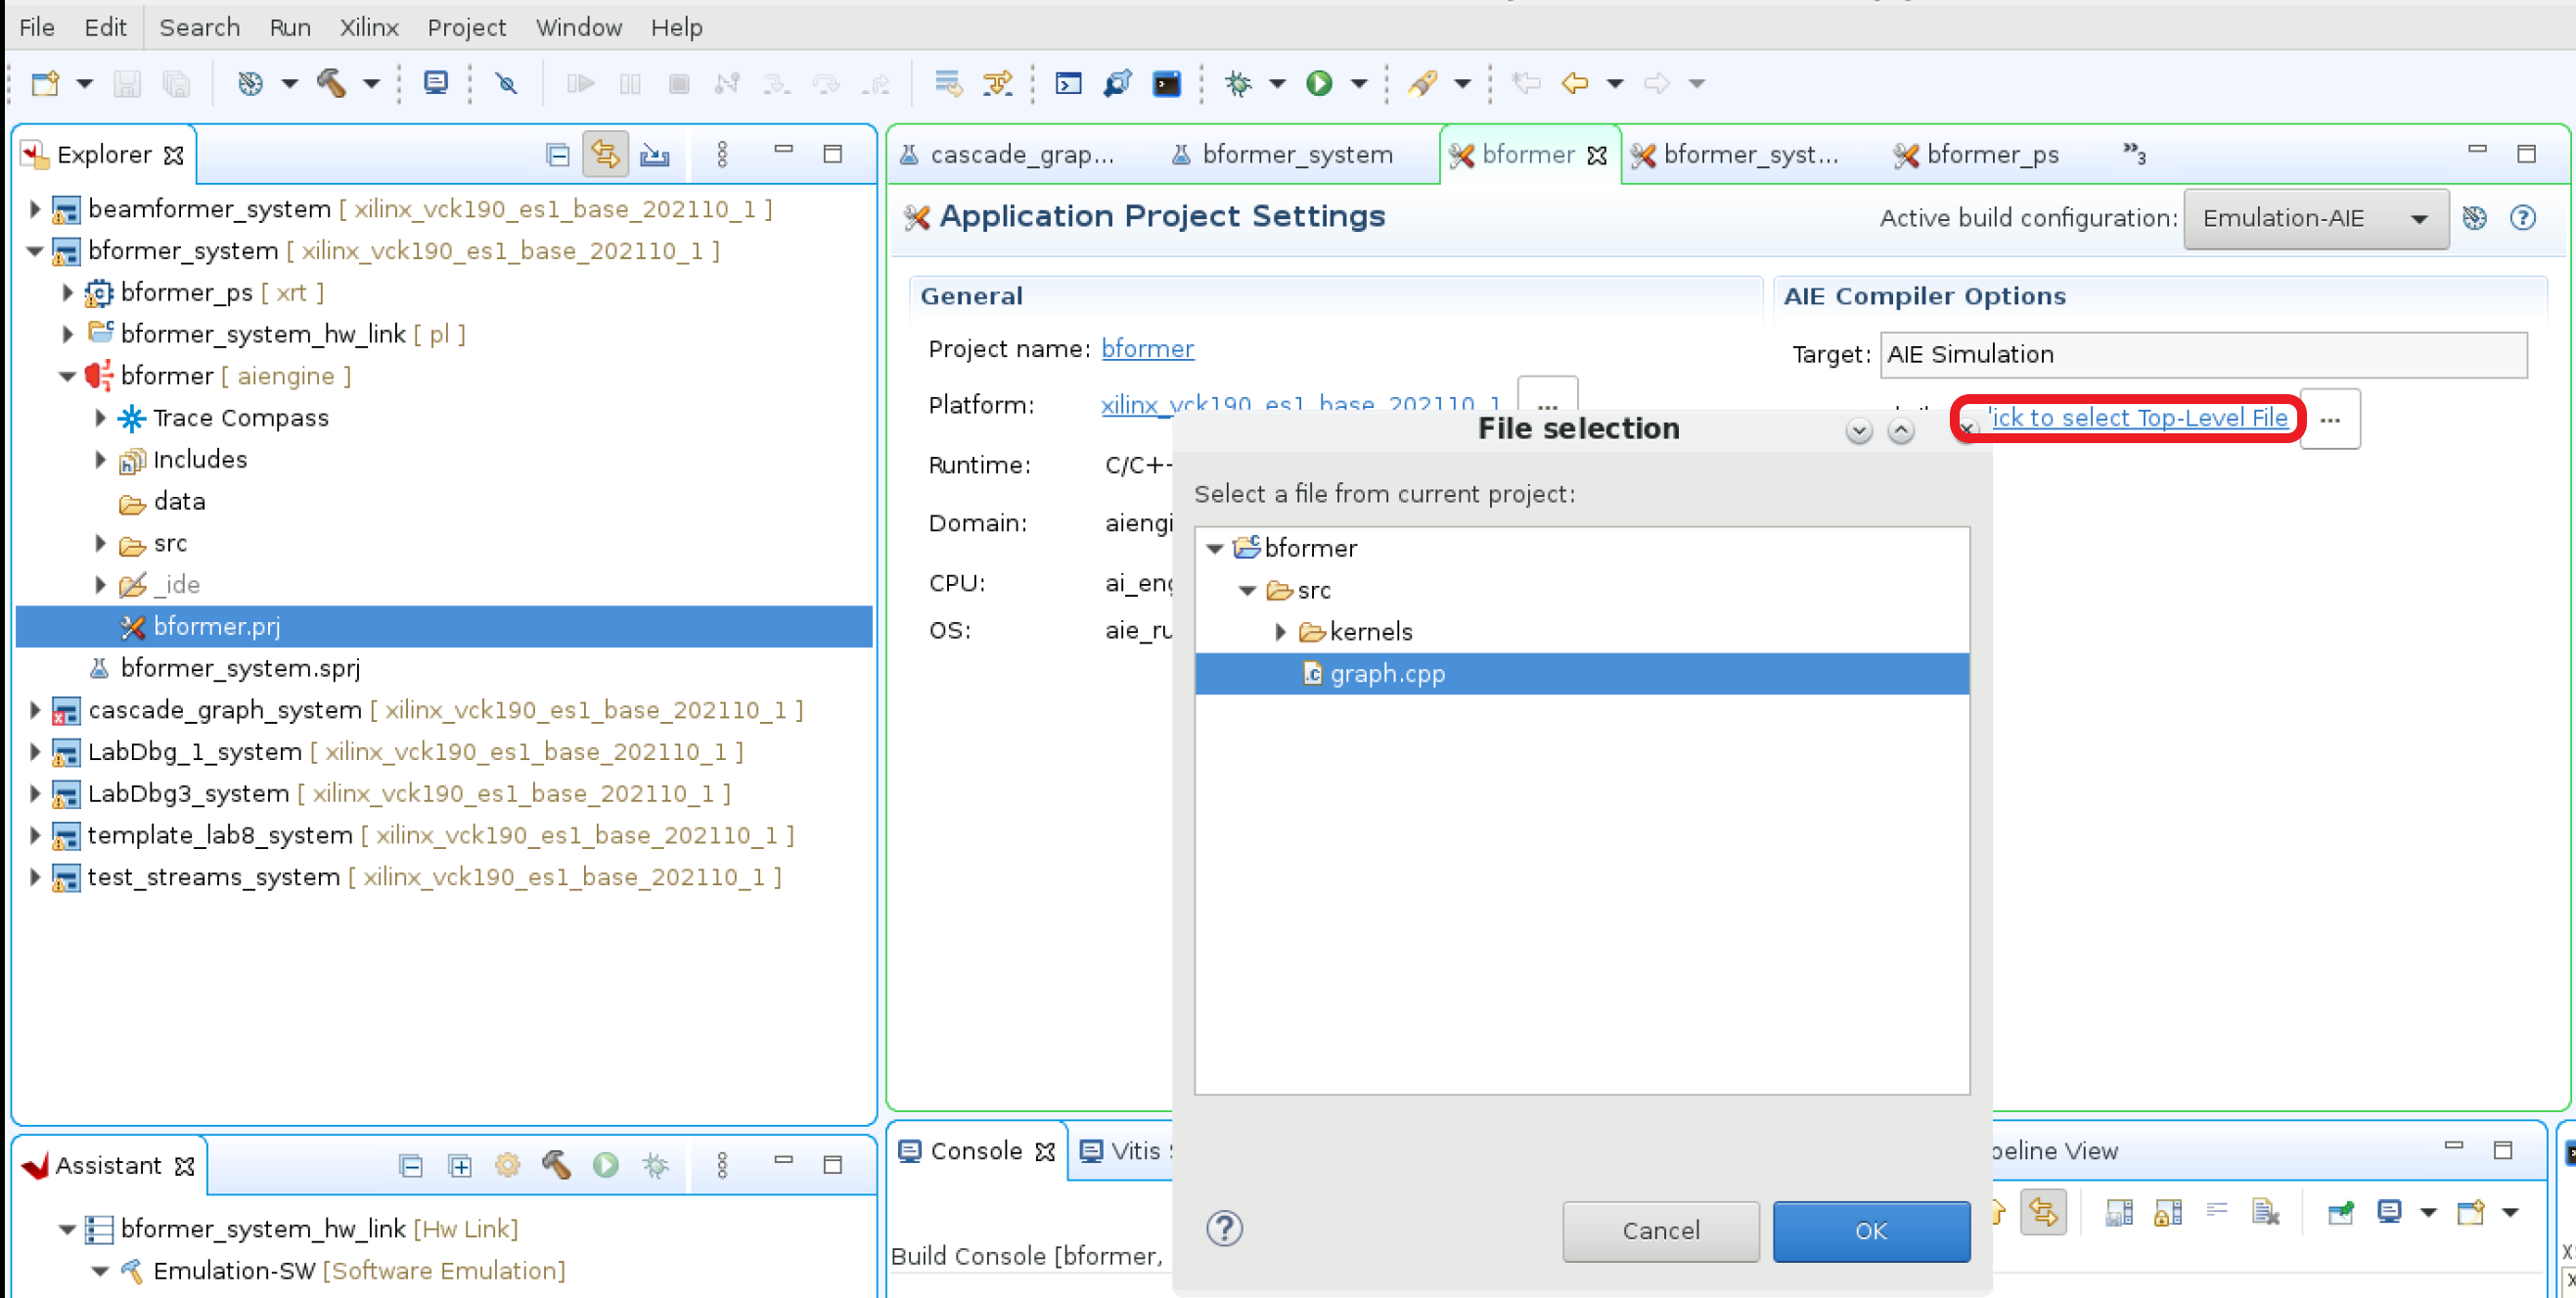 File Edit Search Run Xilinx Project Window Help
Explorer
beamformer_system [ xilinx_vck190_es1_base_202110_1 ]
bformer_system [ xilinx_vck190_es1_base_202110_1 ]
bformer_ps [ xrt ]
bformer_system_hw_link [ pl ]
bformer [ aiengine ]
Trace Compass
Includes
data
src
_ide
bformer.prj
bformer_system.sprj
cascade_graph_system [ xilinx_vck190_es1_base_202110_1 ]
LabDbg_1_system [ xilinx_vck190_es1_base_202110_1 ]
LabDbg3_system [ xilinx_vck190_es1_base_202110_1 ]
template_lab8_system [ xilinx_vck190_es1_base_202110_1 ]
test_streams_system [ xilinx_vck190_es1_base_202110_1 ]
Assistant
bformer_system_hw_link [Hw Link]
Emulation-SW [Software Emulation]
cascade_grap... bformer_system bformer bformer_syst... bformer_ps »3
Application Project Settings
Active build configuration: Emulation-AIE
General
Project name: bformer
Platform: xilinx_vck190_es1_base_202110_1 ...
Runtime: C/C+
Domain: aiengi
CPU: ai_eng
OS: aie_ru
AIE Compiler Options
Target: AIE Simulation
ick to select Top-Level File ...
File selection
Select a file from current project:
bformer
src
kernels
graph.cpp
Cancel OK
Console Vitis
peline View
Build Console [bformer,